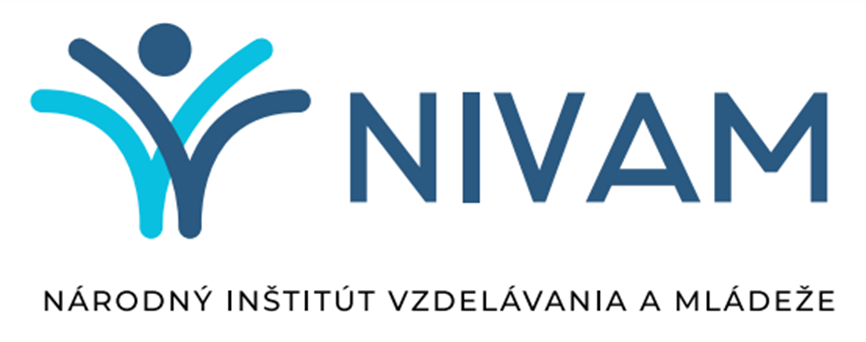 NIVAM
NÁRODNÝ INŠTITÚT VZDELÁVANIA A MLÁDEŽE